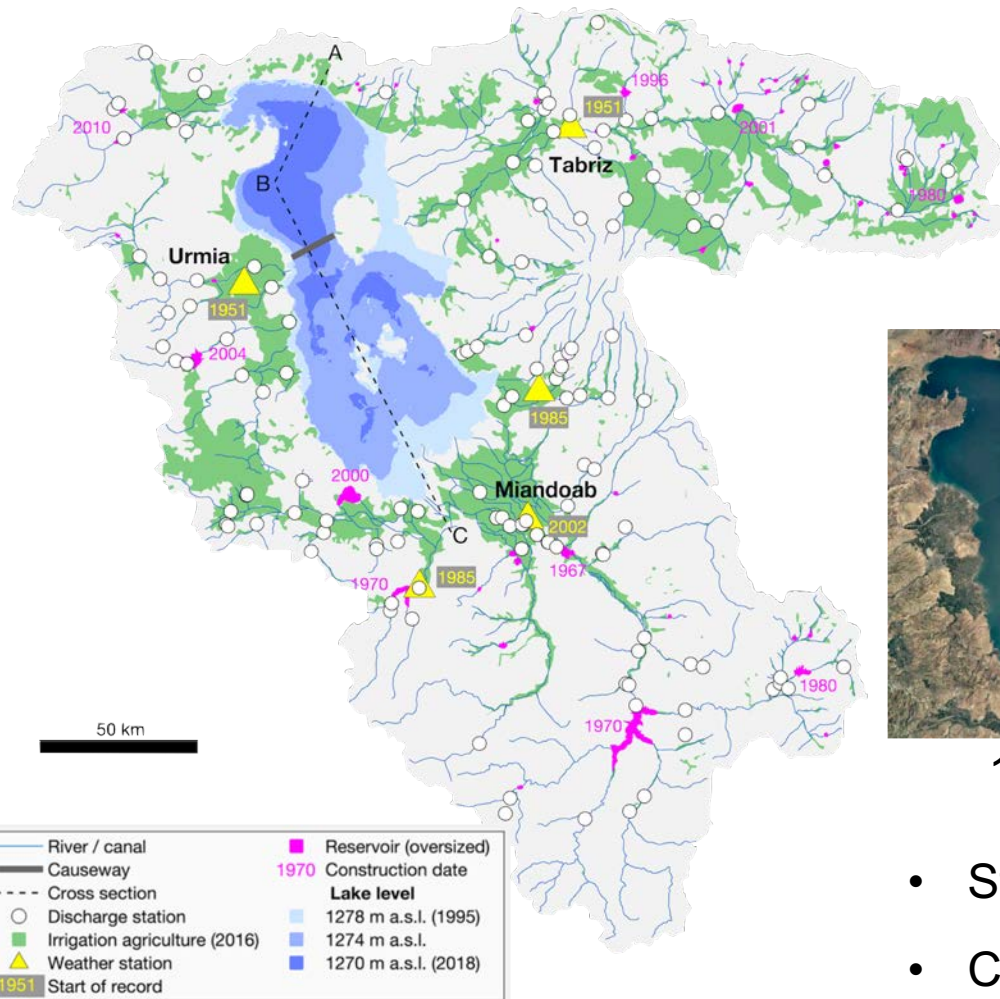 A
1996
1951
2010
2001
Tabriz
B
1980
Urmia
1951
2004
1985
2000
Miandoab
2002
C
1967
1970
1985
1980
1970
50 km
River / canal
Causeway
Cross section
Discharge station
Irrigation agriculture (2016)
Weather station
1951 Start of record
Reservoir (oversized)
1970 Construction date
Lake level
1278 m a.s.l. (1995)
1274 m a.s.l.
1270 m a.s.l. (2018)
• S
• C